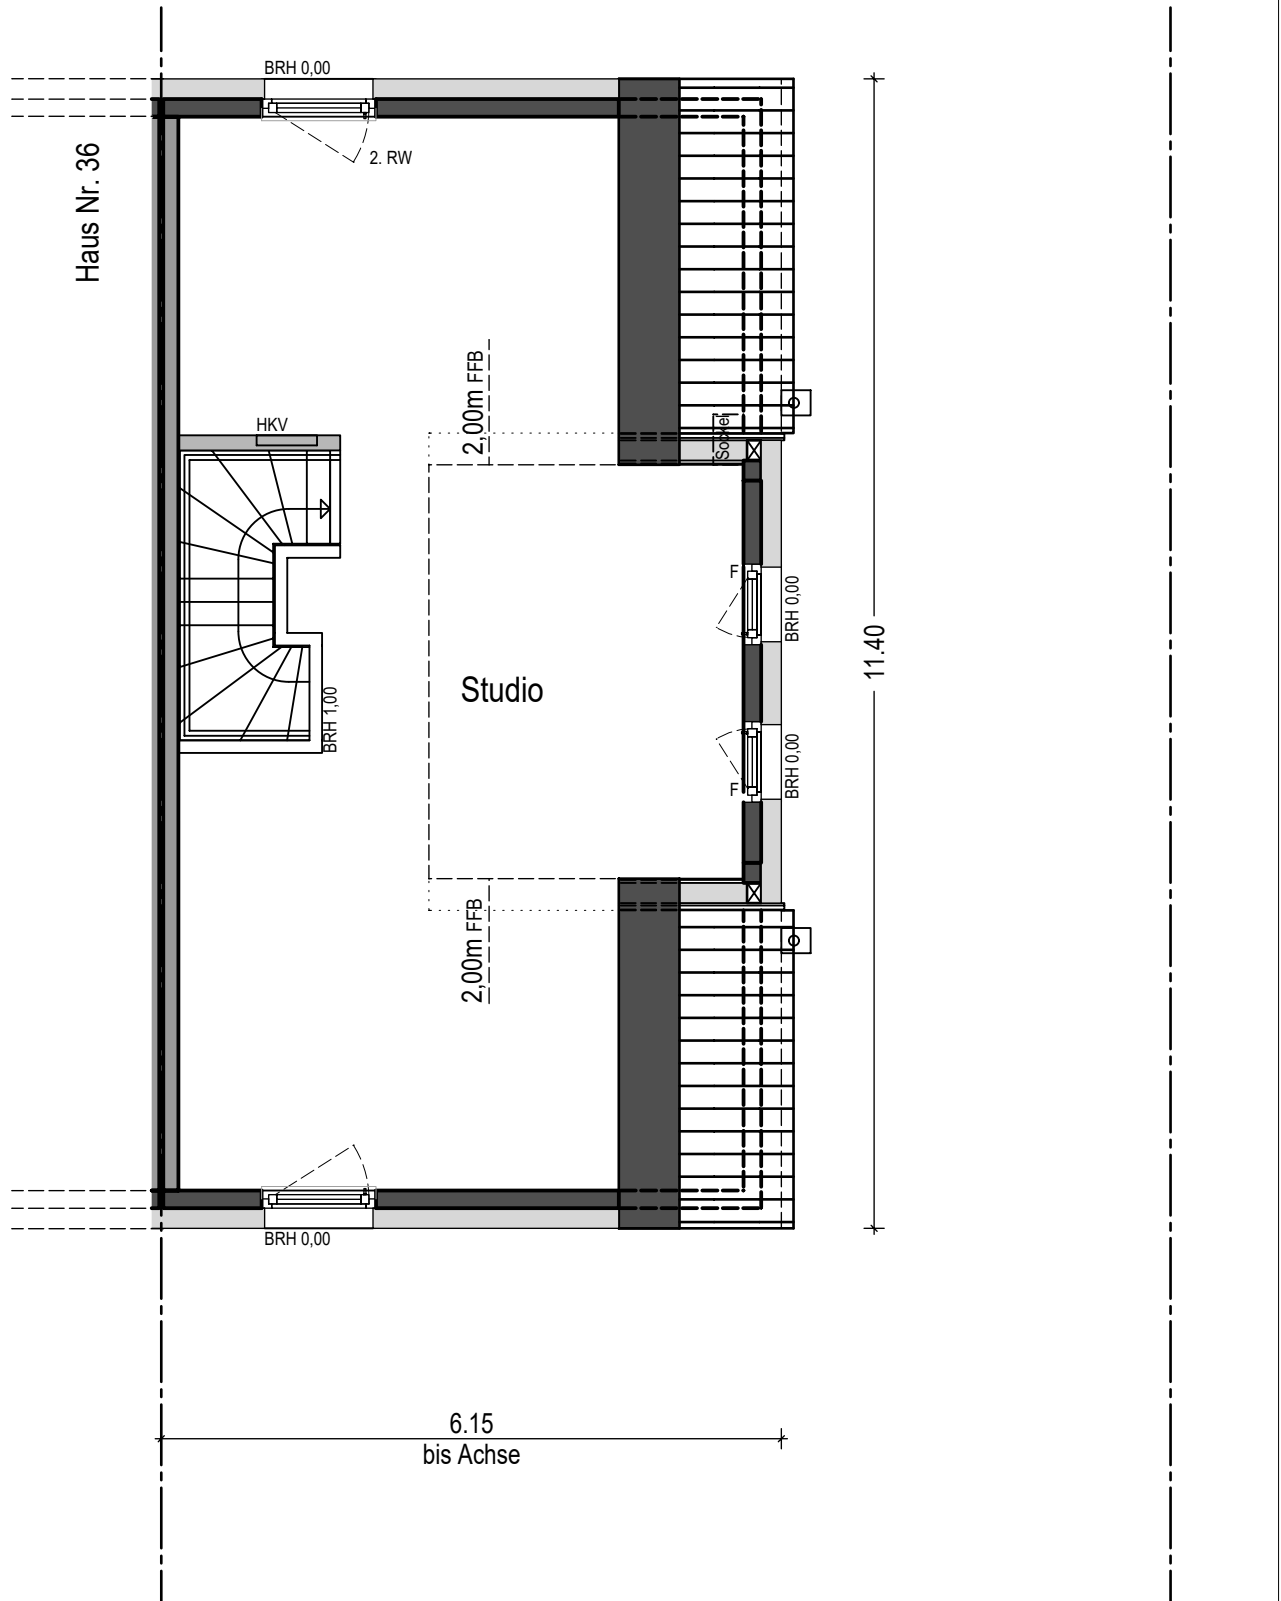 BRH 0,00
2. RW
Haus Nr. 36
2,00m FFB
HKV
Sockel
F
BRH 0,00
11.40
Studio
BRH 1,00
BRH 0,00
F
2,00m FFB
BRH 0,00
6.15
bis Achse